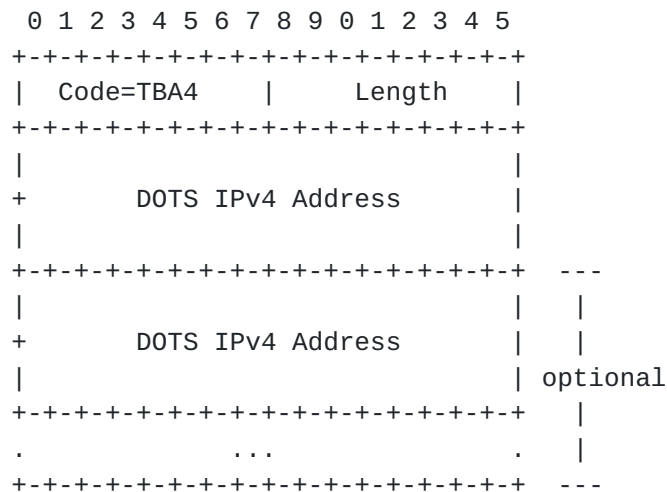 0 1 2 3 4 5 6 7 8 9 0 1 2 3 4 5
+-+-+-+-+-+-+-+-+-+-+-+-+-+-+-+-+
|  Code=TBA4    |     Length    |
+-+-+-+-+-+-+-+-+-+-+-+-+-+-+-+-+
|                               |
+       DOTS IPv4 Address       |
|                               |
+-+-+-+-+-+-+-+-+-+-+-+-+-+-+-+-+  ---
|                               |   |
+       DOTS IPv4 Address       |   |
|                               | optional
+-+-+-+-+-+-+-+-+-+-+-+-+-+-+-+-+   |
.             ...               .   |
+-+-+-+-+-+-+-+-+-+-+-+-+-+-+-+-+  ---